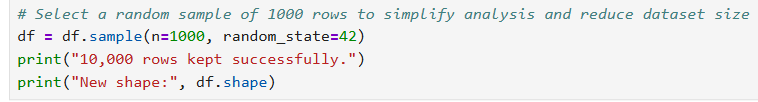 # Select a random sample of 1000 rows to simplify analysis and reduce dataset size
df = df.sample(n=1000, random_state=42)
print("10,000 rows kept successfully.")
print("New shape:", df.shape)